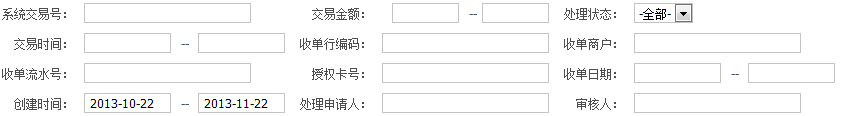 系统交易号： 交易金额： -- 处理状态： -全部-
交易时间： -- 收单行编码： 收单商户：
收单流水号： 授权卡号： 收单日期： --
创建时间： 2013-10-22 -- 2013-11-22 处理申请人： 审核人：